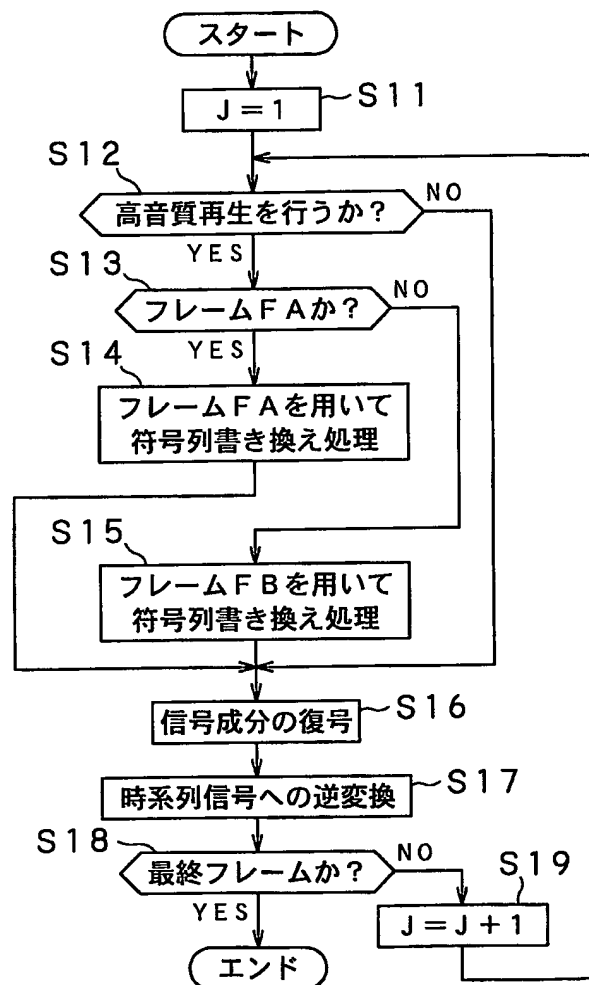 スタート
J=1
S11
S12
高音質再生を行うか?
NO
YES
S13
フレームFAか?
NO
YES
S14
フレームFAを用いて
符号列書き換え処理
S15
フレームFBを用いて
符号列書き換え処理
信号成分の復号
S16
時系列信号への逆変換
S17
S18
最終フレームか?
NO
YES
S19
J=J+1
エンド